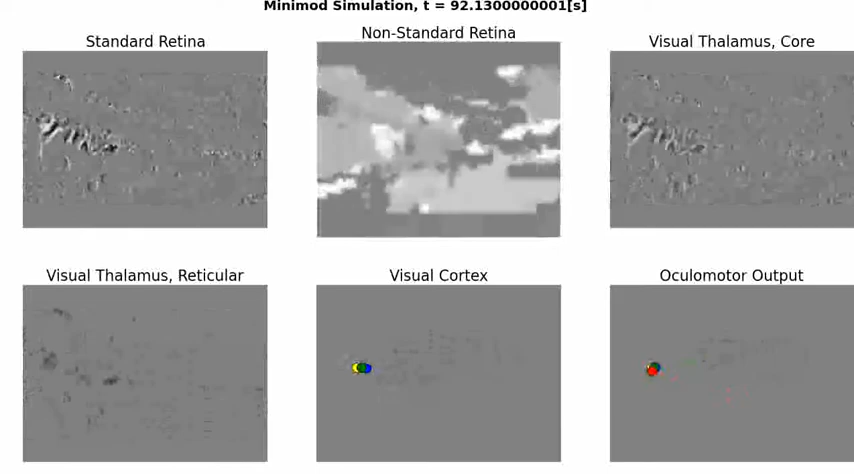 Minimod Simulation, t = 92.1300000001[s]
Standard Retina
Non-Standard Retina
Visual Thalamus, Core
Visual Thalamus, Reticular
Visual Cortex
Oculomotor Output